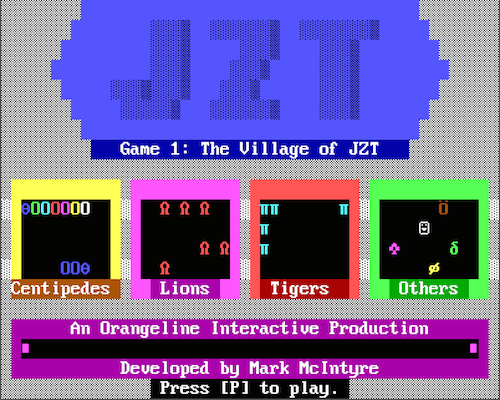 JZT
Game 1: The Village of JZT
Centipedes
Lions
Tigers
Others
An Orangeline Interactive Production
Developed by Mark McIntyre
Press [P] to play.